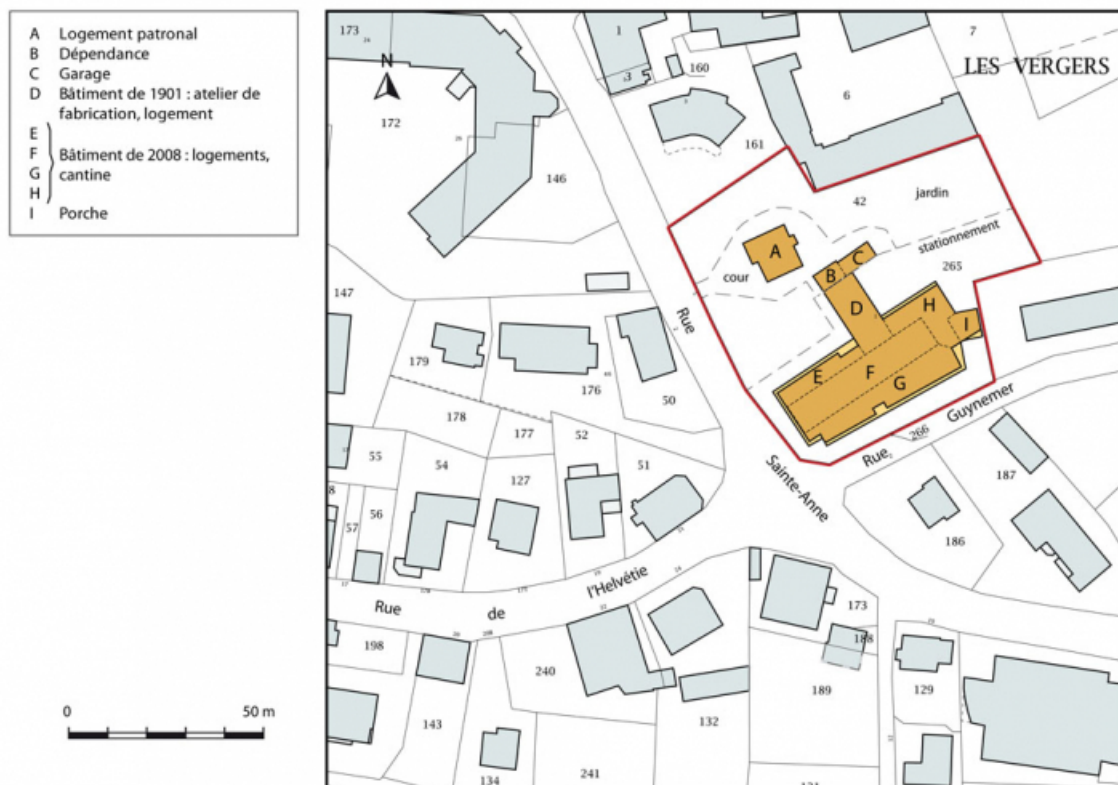 A Logement patronal
B Dépendance
C Garage
D Bâtiment de 1901 : atelier de
fabrication, logement
E
F Bâtiment de 2008 : logements,
G cantine
H
I Porche
0 50 m
N
LES VERGERS
173
172
146
1
3
160
161
6
7
42
jardin
stationnement
265
cour
A
B
C
D
E
F
G
H
I
Rue
Sainte-Anne
Rue Guynemer
266
147
179
176
50
178
177
52
51
55
54
127
56
57
8
187
186
Rue de l'Helvétie
198
240
143
134
241
132
173
188
189
129